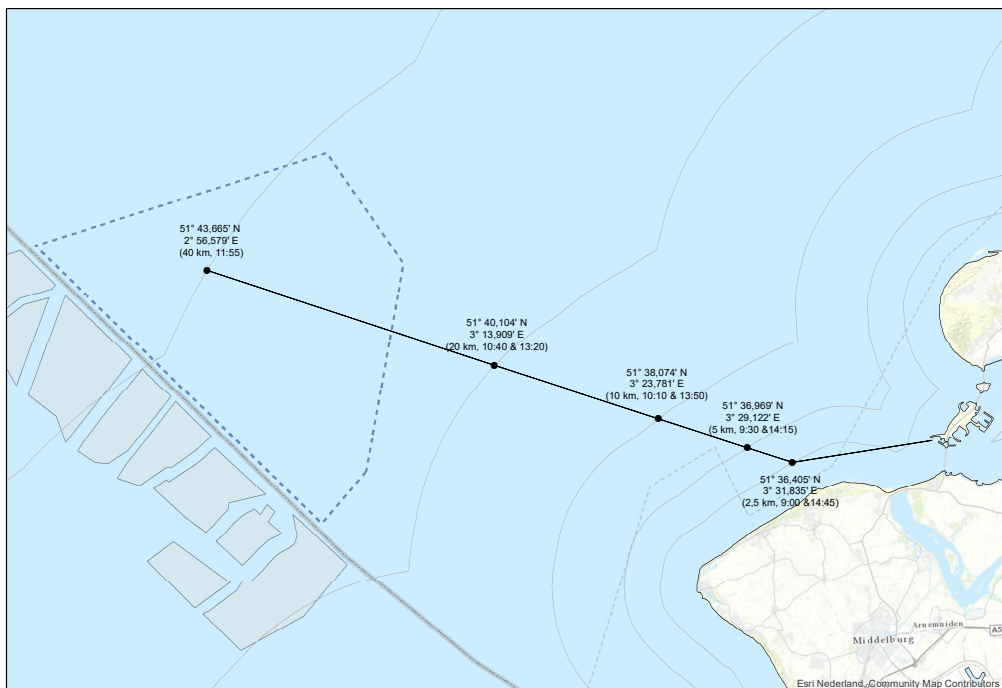 51° 43,665' N
2° 56,579' E
(40 km, 11:55)
51° 40,104' N
3° 13,909' E
(20 km, 10:40 & 13:20)
51° 38,074' N
3° 23,781' E
(10 km, 10:10 & 13:50)
51° 36,969' N
3° 29,122' E
(5 km, 9:30 &14:15)
51° 36,405' N
3° 31,835' E
(2,5 km, 9:00 &14:45)
Arnemuiden
A5
Middelburg
Esri Nederland, Community Map Contributors